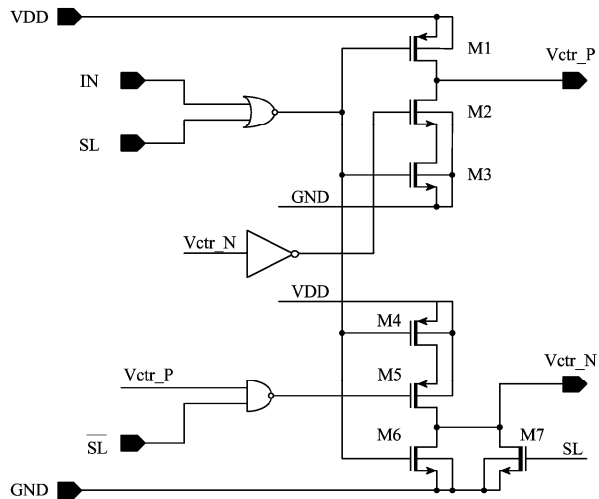 VDD
M1
Vctr_P
IN
M2
SL
M3
GND
Vctr_N
VDD
M4
Vctr_N
Vctr_P
M5
M6
M7
SL
SL
GND